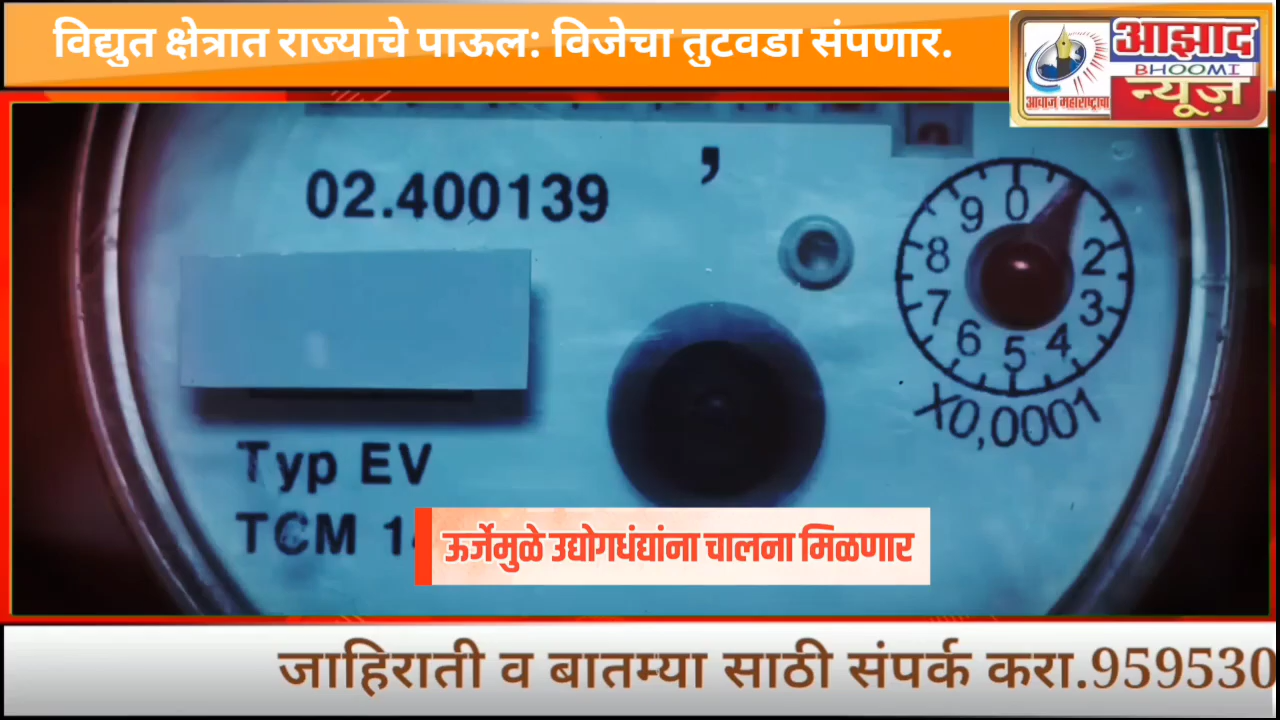 विद्युत क्षेत्रात राज्याचे पाऊल: विजेचा तुटवडा संपणार.
आझाद
BHOOMI
न्यूज़
आवाज महाराष्ट्राचा
02.400139
,
0
9
8
2
7
3
6
4
5
X0,0001
Typ EV
TCM 1
ऊर्जेमुळे उद्योगधंद्यांना चालना मिळणार
जाहिराती व बातम्या साठी संपर्क करा.959530